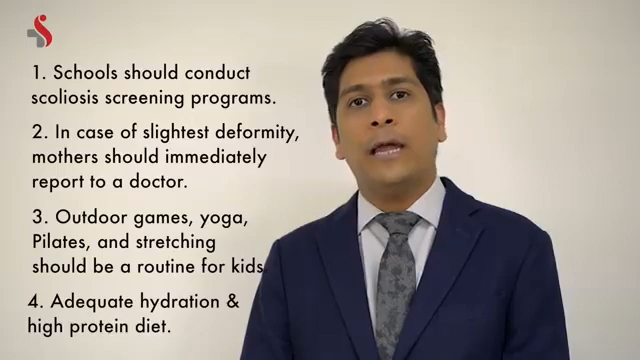 1. Schools should conduct
scoliosis screening programs.
2. In case of slightest deformity,
mothers should immediately
report to a doctor.
3. Outdoor games, yoga,
Pilates, and stretching
should be a routine for kids.
4. Adequate hydration &
high protein diet.